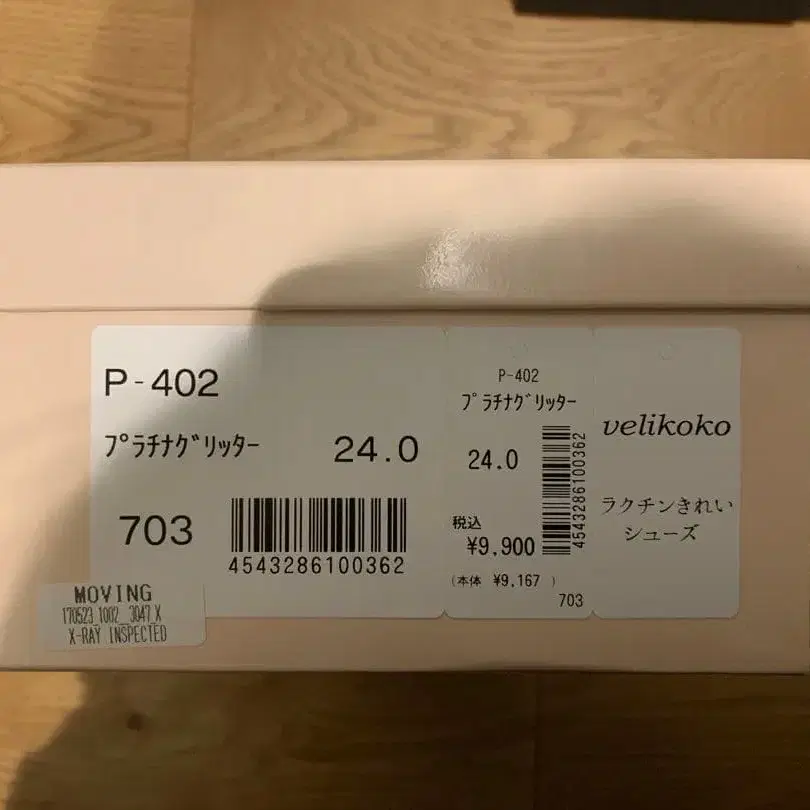 P-402
ﾌﾟﾗﾁﾅｸﾞﾘｯﾀｰ 24.0
703
4543286100362
P-402
ﾌﾟﾗﾁﾅｸﾞﾘｯﾀｰ
24.0
4543286100362
税込
¥9,900
(本体 ¥9,167 )
703
velikoko
ラクチンきれい
シューズ
MOVING
170523_1002__3047_X
X-RAY INSPECTED